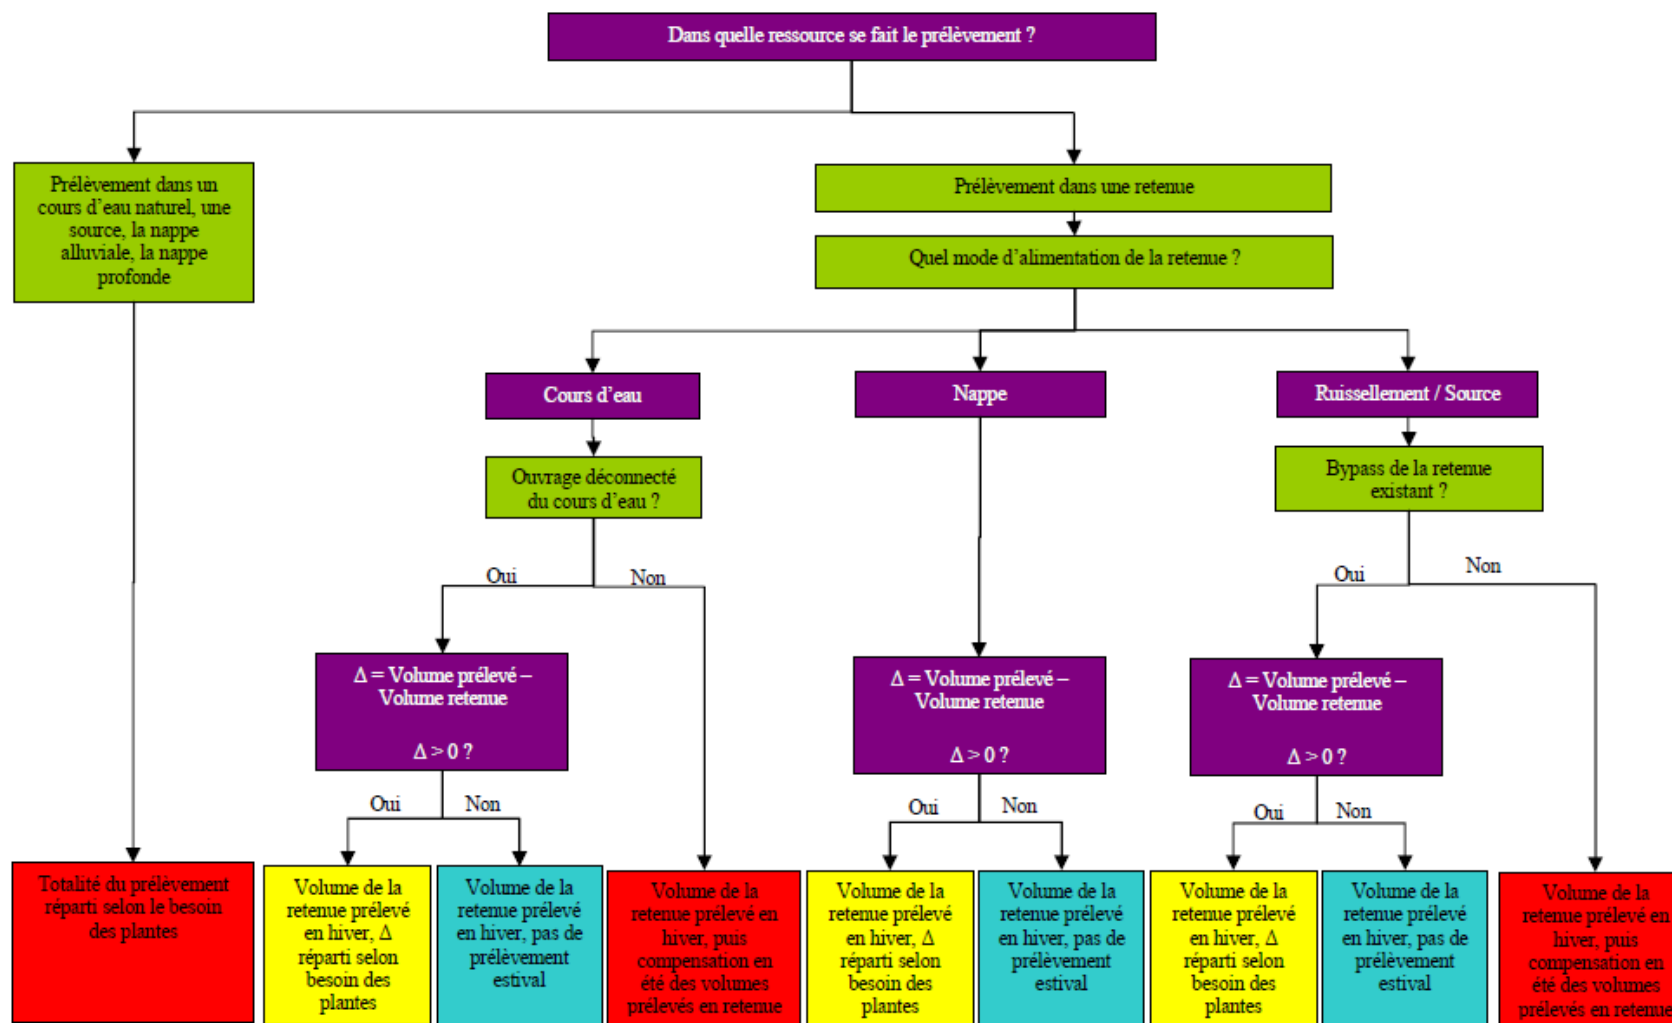 Dans quelle ressource se fait le prélèvement ?
Prélèvement dans un
cours d'eau naturel, une
source, la nappe
alluviale, la nappe
profonde
Prélèvement dans une retenue
Quel mode d'alimentation de la retenue ?
Cours d'eau
Nappe
Ruissellement / Source
Ouvrage déconnecté
du cours d'eau ?
Bypass de la retenue
existant ?
Oui
Non
Oui
Non
Δ = Volume prélevé –
Volume retenue
Δ > 0 ?
Δ = Volume prélevé –
Volume retenue
Δ > 0 ?
Δ = Volume prélevé –
Volume retenue
Δ > 0 ?
Oui
Non
Oui
Non
Oui
Non
Totalité du prélèvement
réparti selon le besoin
des plantes
Volume de la
retenue prélevé
en hiver, Δ
réparti selon
besoin des
plantes
Volume de la
retenue prélevé
en hiver, pas de
prélèvement
estival
Volume de la
retenue prélevé en
hiver, puis
compensation en
été des volumes
prélevés en retenue
Volume de la
retenue prélevé
en hiver, Δ
réparti selon
besoin des
plantes
Volume de la
retenue prélevé
en hiver, pas de
prélèvement
estival
Volume de la
retenue prélevé
en hiver, Δ
réparti selon
besoin des
plantes
Volume de la
retenue prélevé
en hiver, pas de
prélèvement
estival
Volume de la
retenue prélevé en
hiver, puis
compensation en
été des volumes
prélevés en retenue